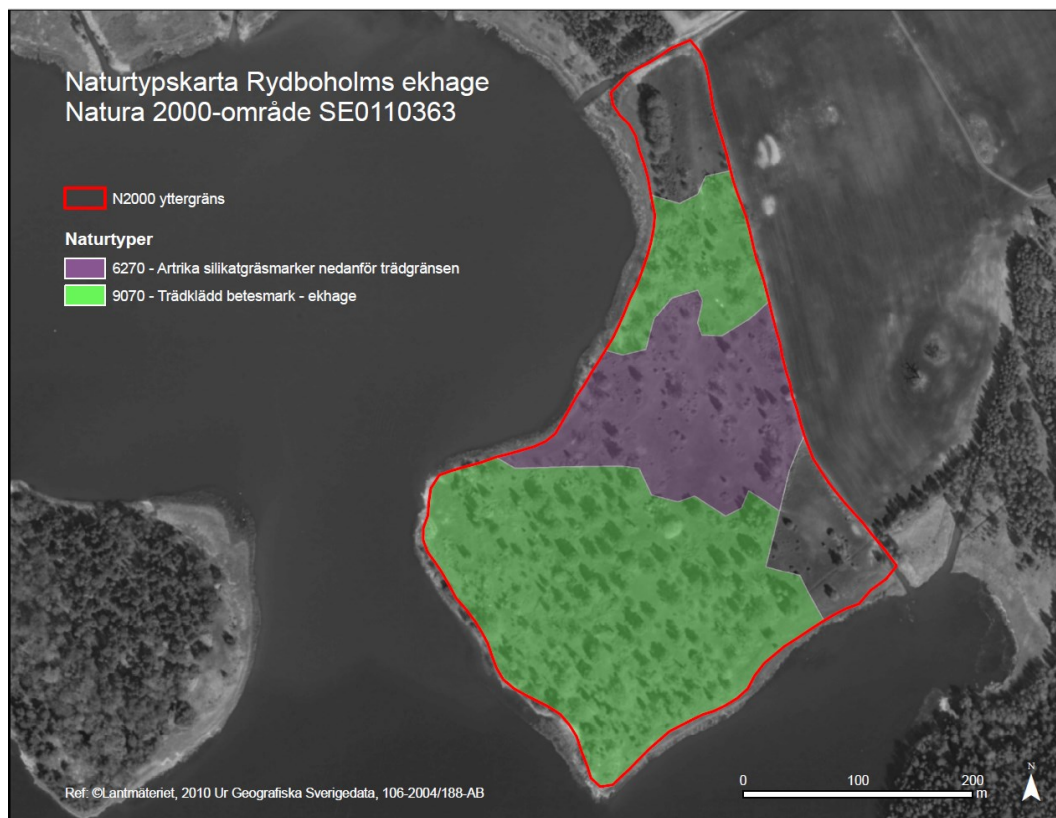 Naturtypskarta Rydboholms ekhage
Natura 2000-område SE0110363
N2000 yttergräns
Naturtyper
6270 - Artrika silikatgräsmarker nedanför trädgränsen
9070 - Trädklädd betesmark - ekhage
Ref: ©Lantmäteriet, 2010 Ur Geografiska Sverigedata, 106-2004/188-AB
0 100 200
m
N